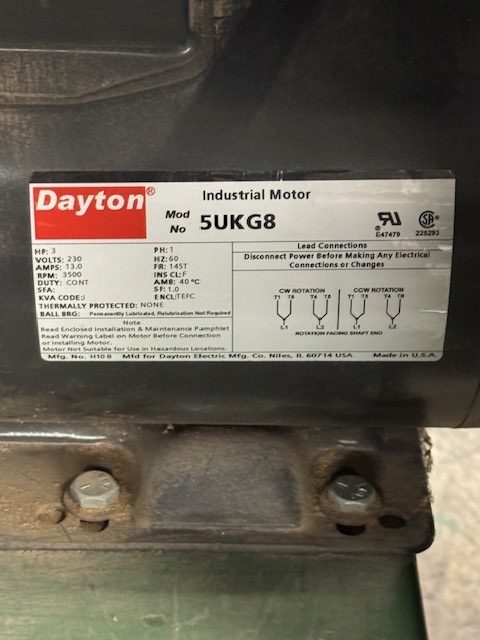 Dayton®
Industrial Motor
Mod No 5UKG8
E47479
226293
HP: 3 PH: 1
VOLTS: 230 HZ: 60
AMPS: 13.0 FR: 145T
RPM: 3500 INS CL: F
DUTY: CONT AMB: 40 °C
SFA: SF: 1.0
KVA CODE: J ENCL: TEFC
THERMALLY PROTECTED: NONE
BALL BRG: Permanently Lubricated, Relubrication Not Required
Note
Read Enclosed Installation & Maintenance Pamphlet
Read Warning Label on Motor Before Connection
or Installing Motor.
Motor Not Suitable for Use in Hazardous Locations.
Lead Connections
Disconnect Power Before Making Any Electrical
Connections or Changes
CW ROTATION CCW ROTATION
T1 T8 T4 T5 T1 T5 T4 T8
L1 L2 L1 L2
ROTATION FACING SHAFT END
Mfg. No. H108 Mfd for Dayton Electric Mfg. Co. Niles, IL 60714 USA Made in U.S.A.